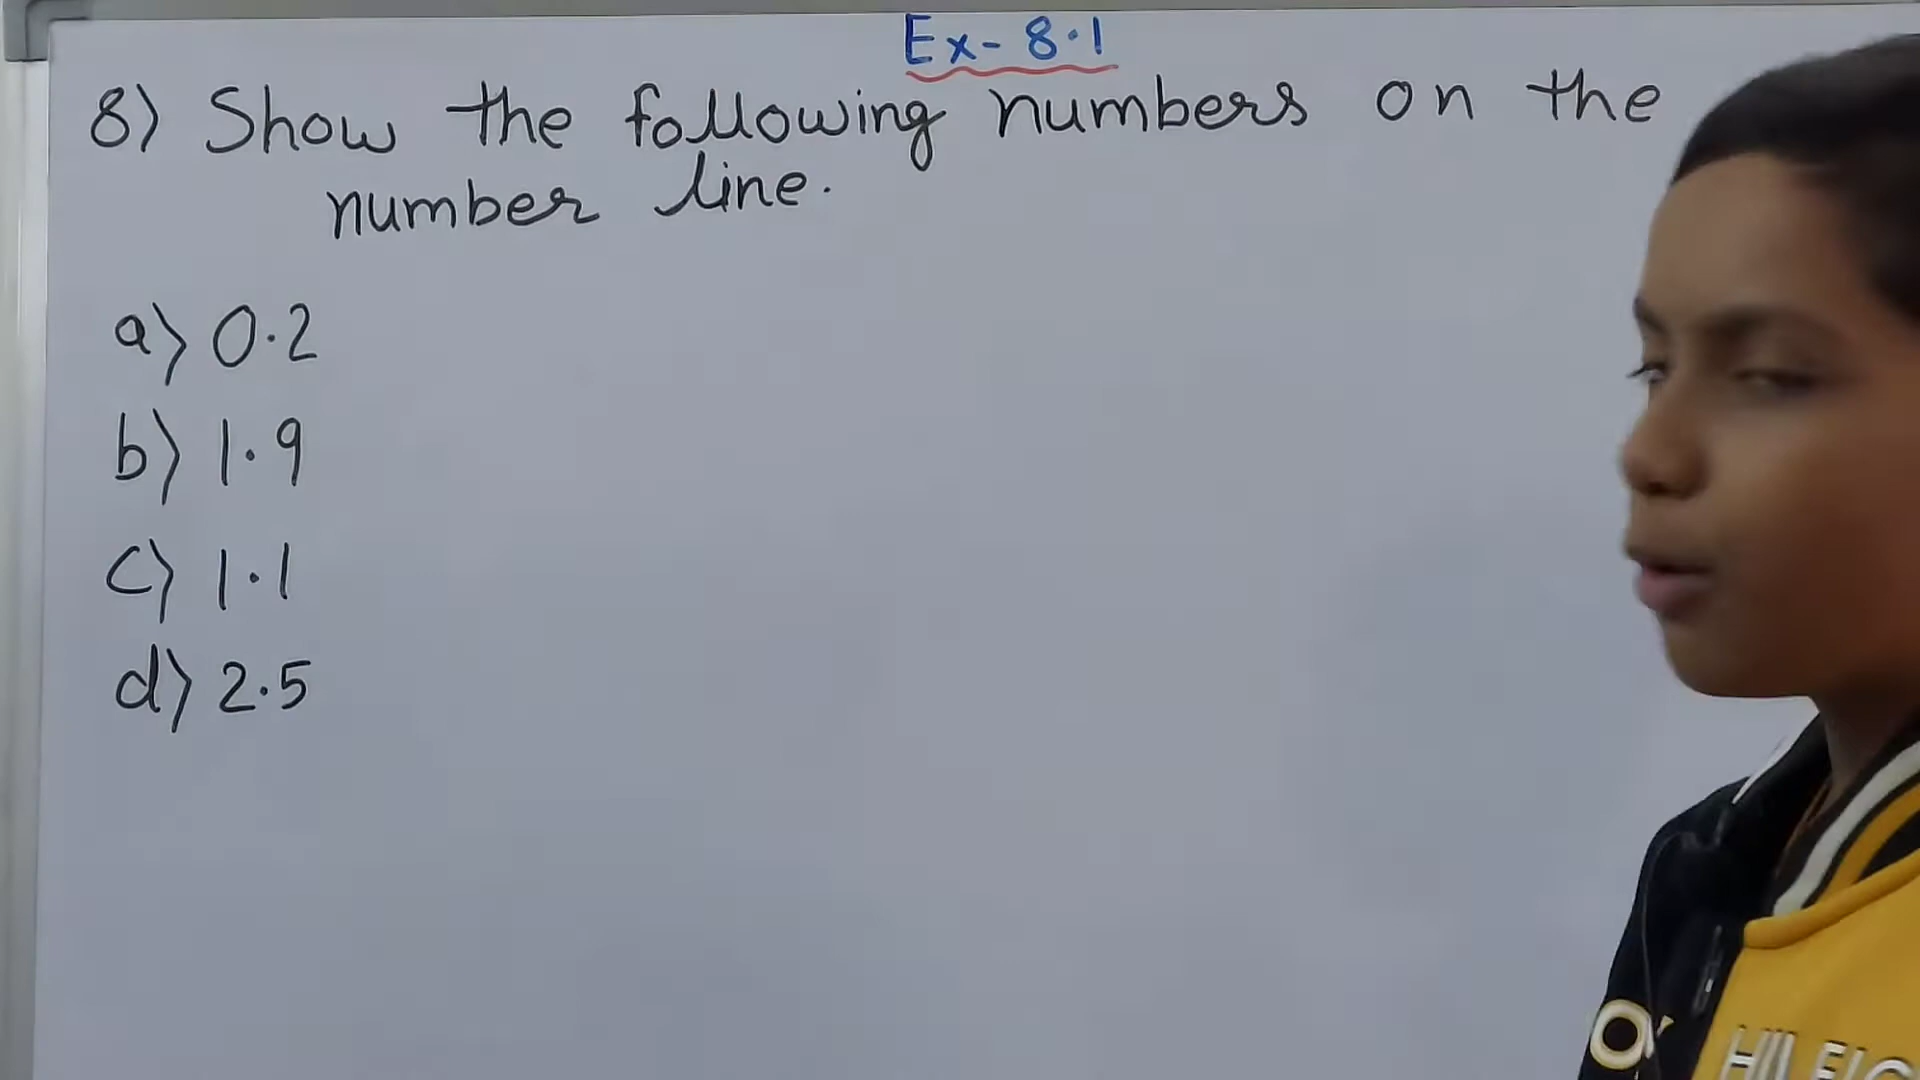 Ex- 8.1
8) Show the following numbers on the
number line.
a) 0.2
b) 1.9
c) 1.1
d) 2.5